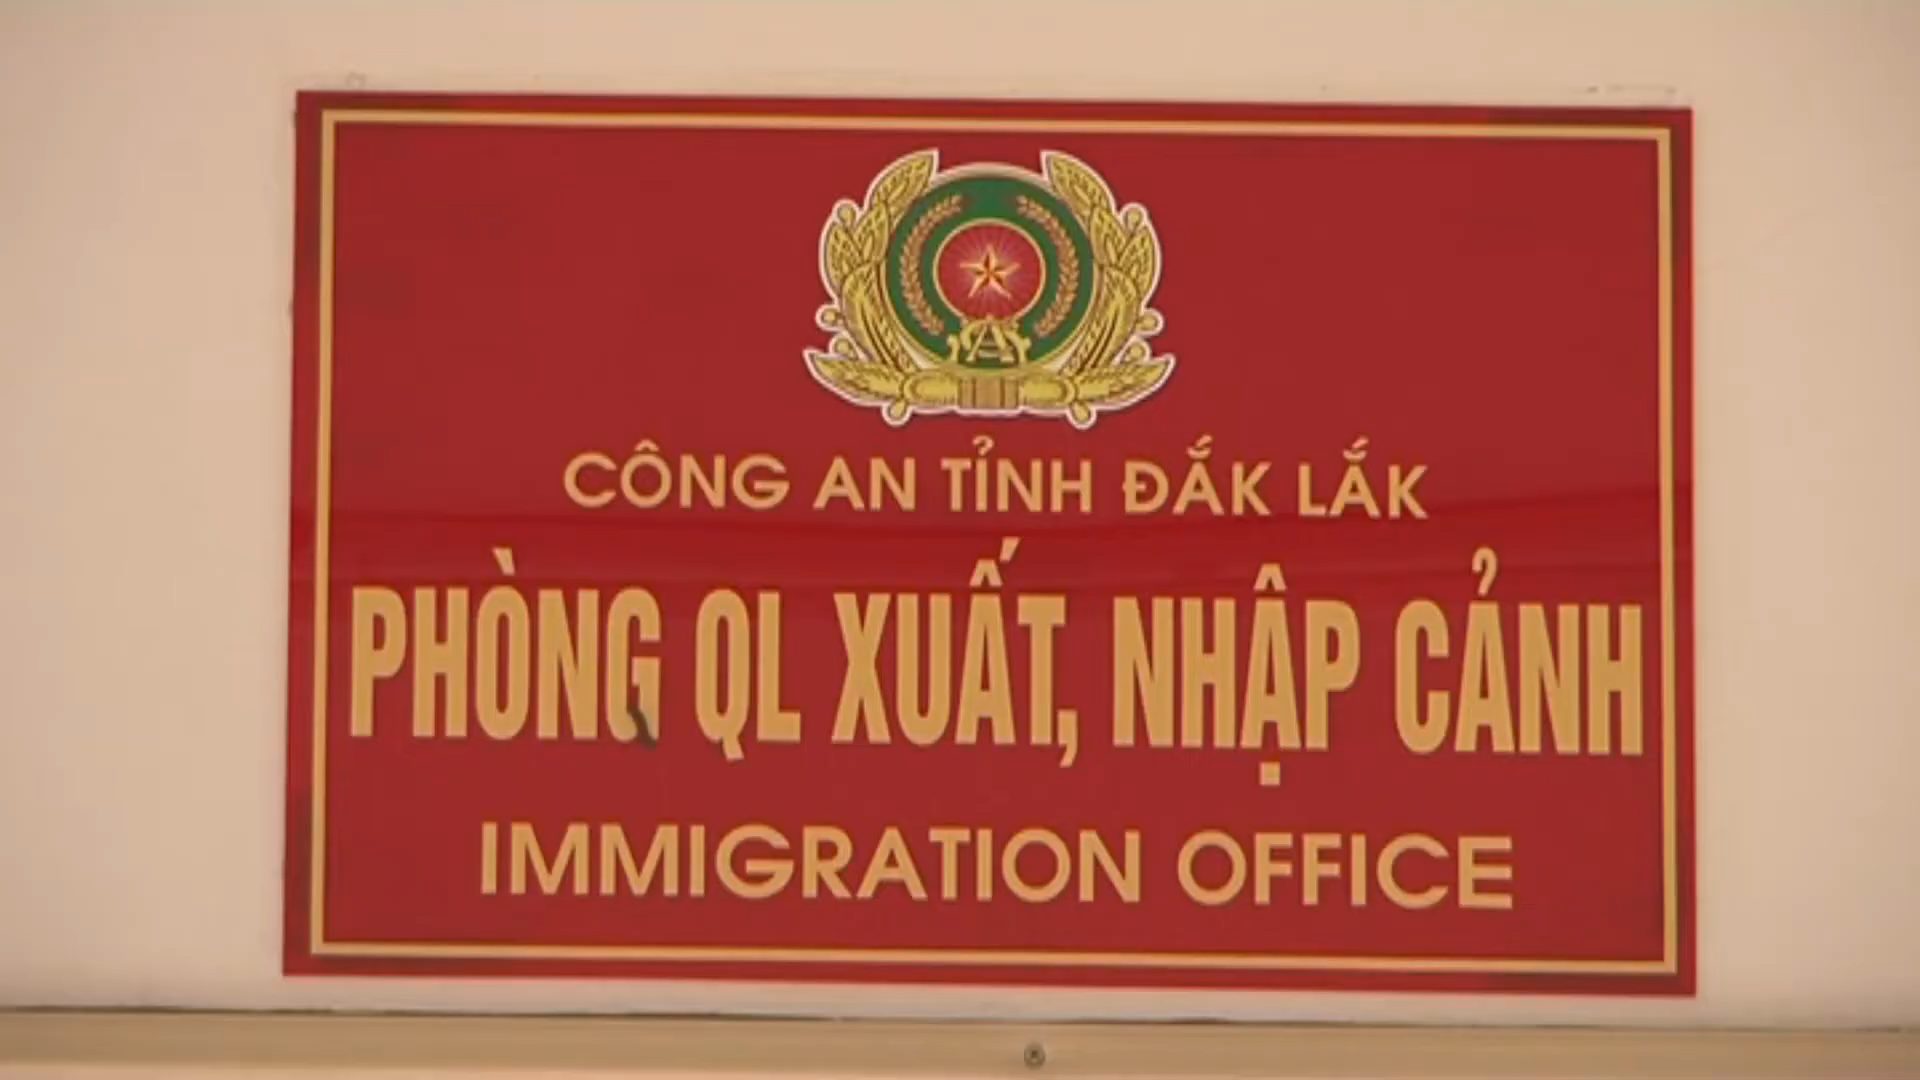 CÔNG AN TỈNH ĐẮK LẮK
PHÒNG QL XUẤT, NHẬP CẢNH
IMMIGRATION OFFICE